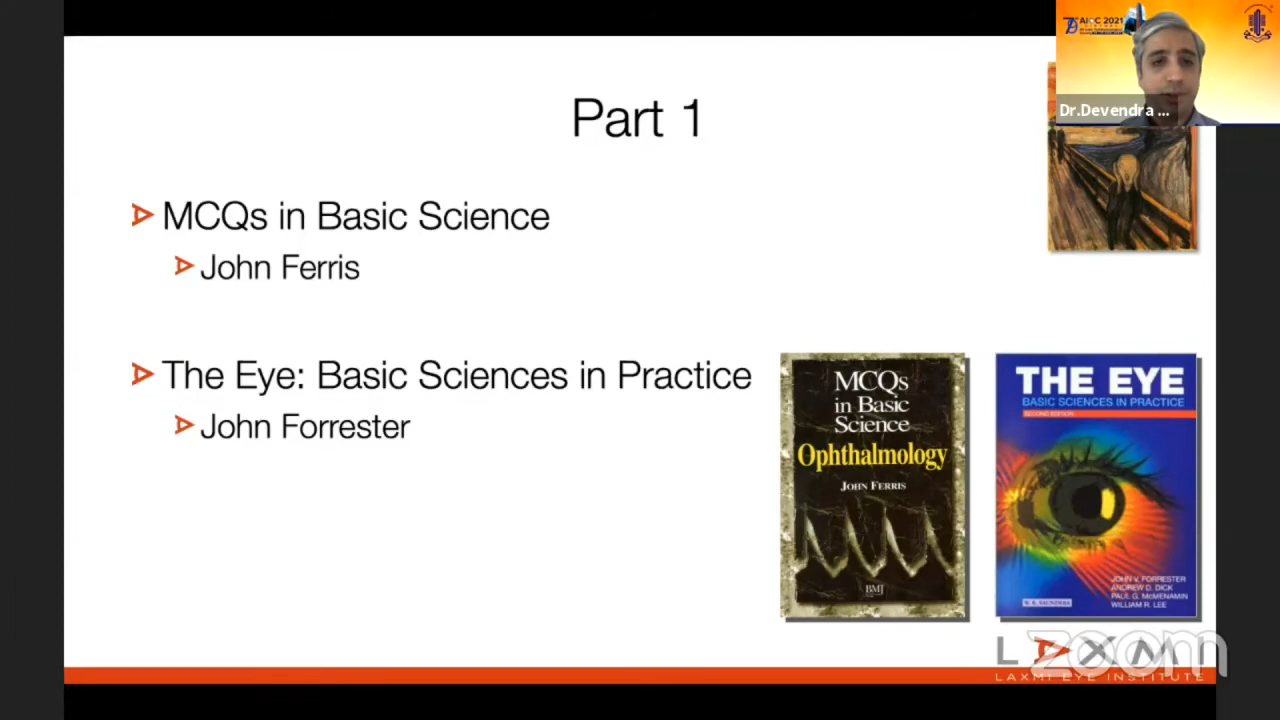 AIOC 2021
Dr.Devendra ...
Part 1
MCQs in Basic Science
John Ferris
The Eye: Basic Sciences in Practice
John Forrester
MCQs
in Basic
Science
Ophthalmology
JOHN FERRIS
BMJ
THE EYE
BASIC SCIENCES IN PRACTICE
SECOND EDITION
JOHN V. FORRESTER
ANDREW D. DICK
PAUL G. McMENAMIN
WILLIAM R. LEE
W. B. SAUNDERS
zoom
LAXMI EYE INSTITUTE